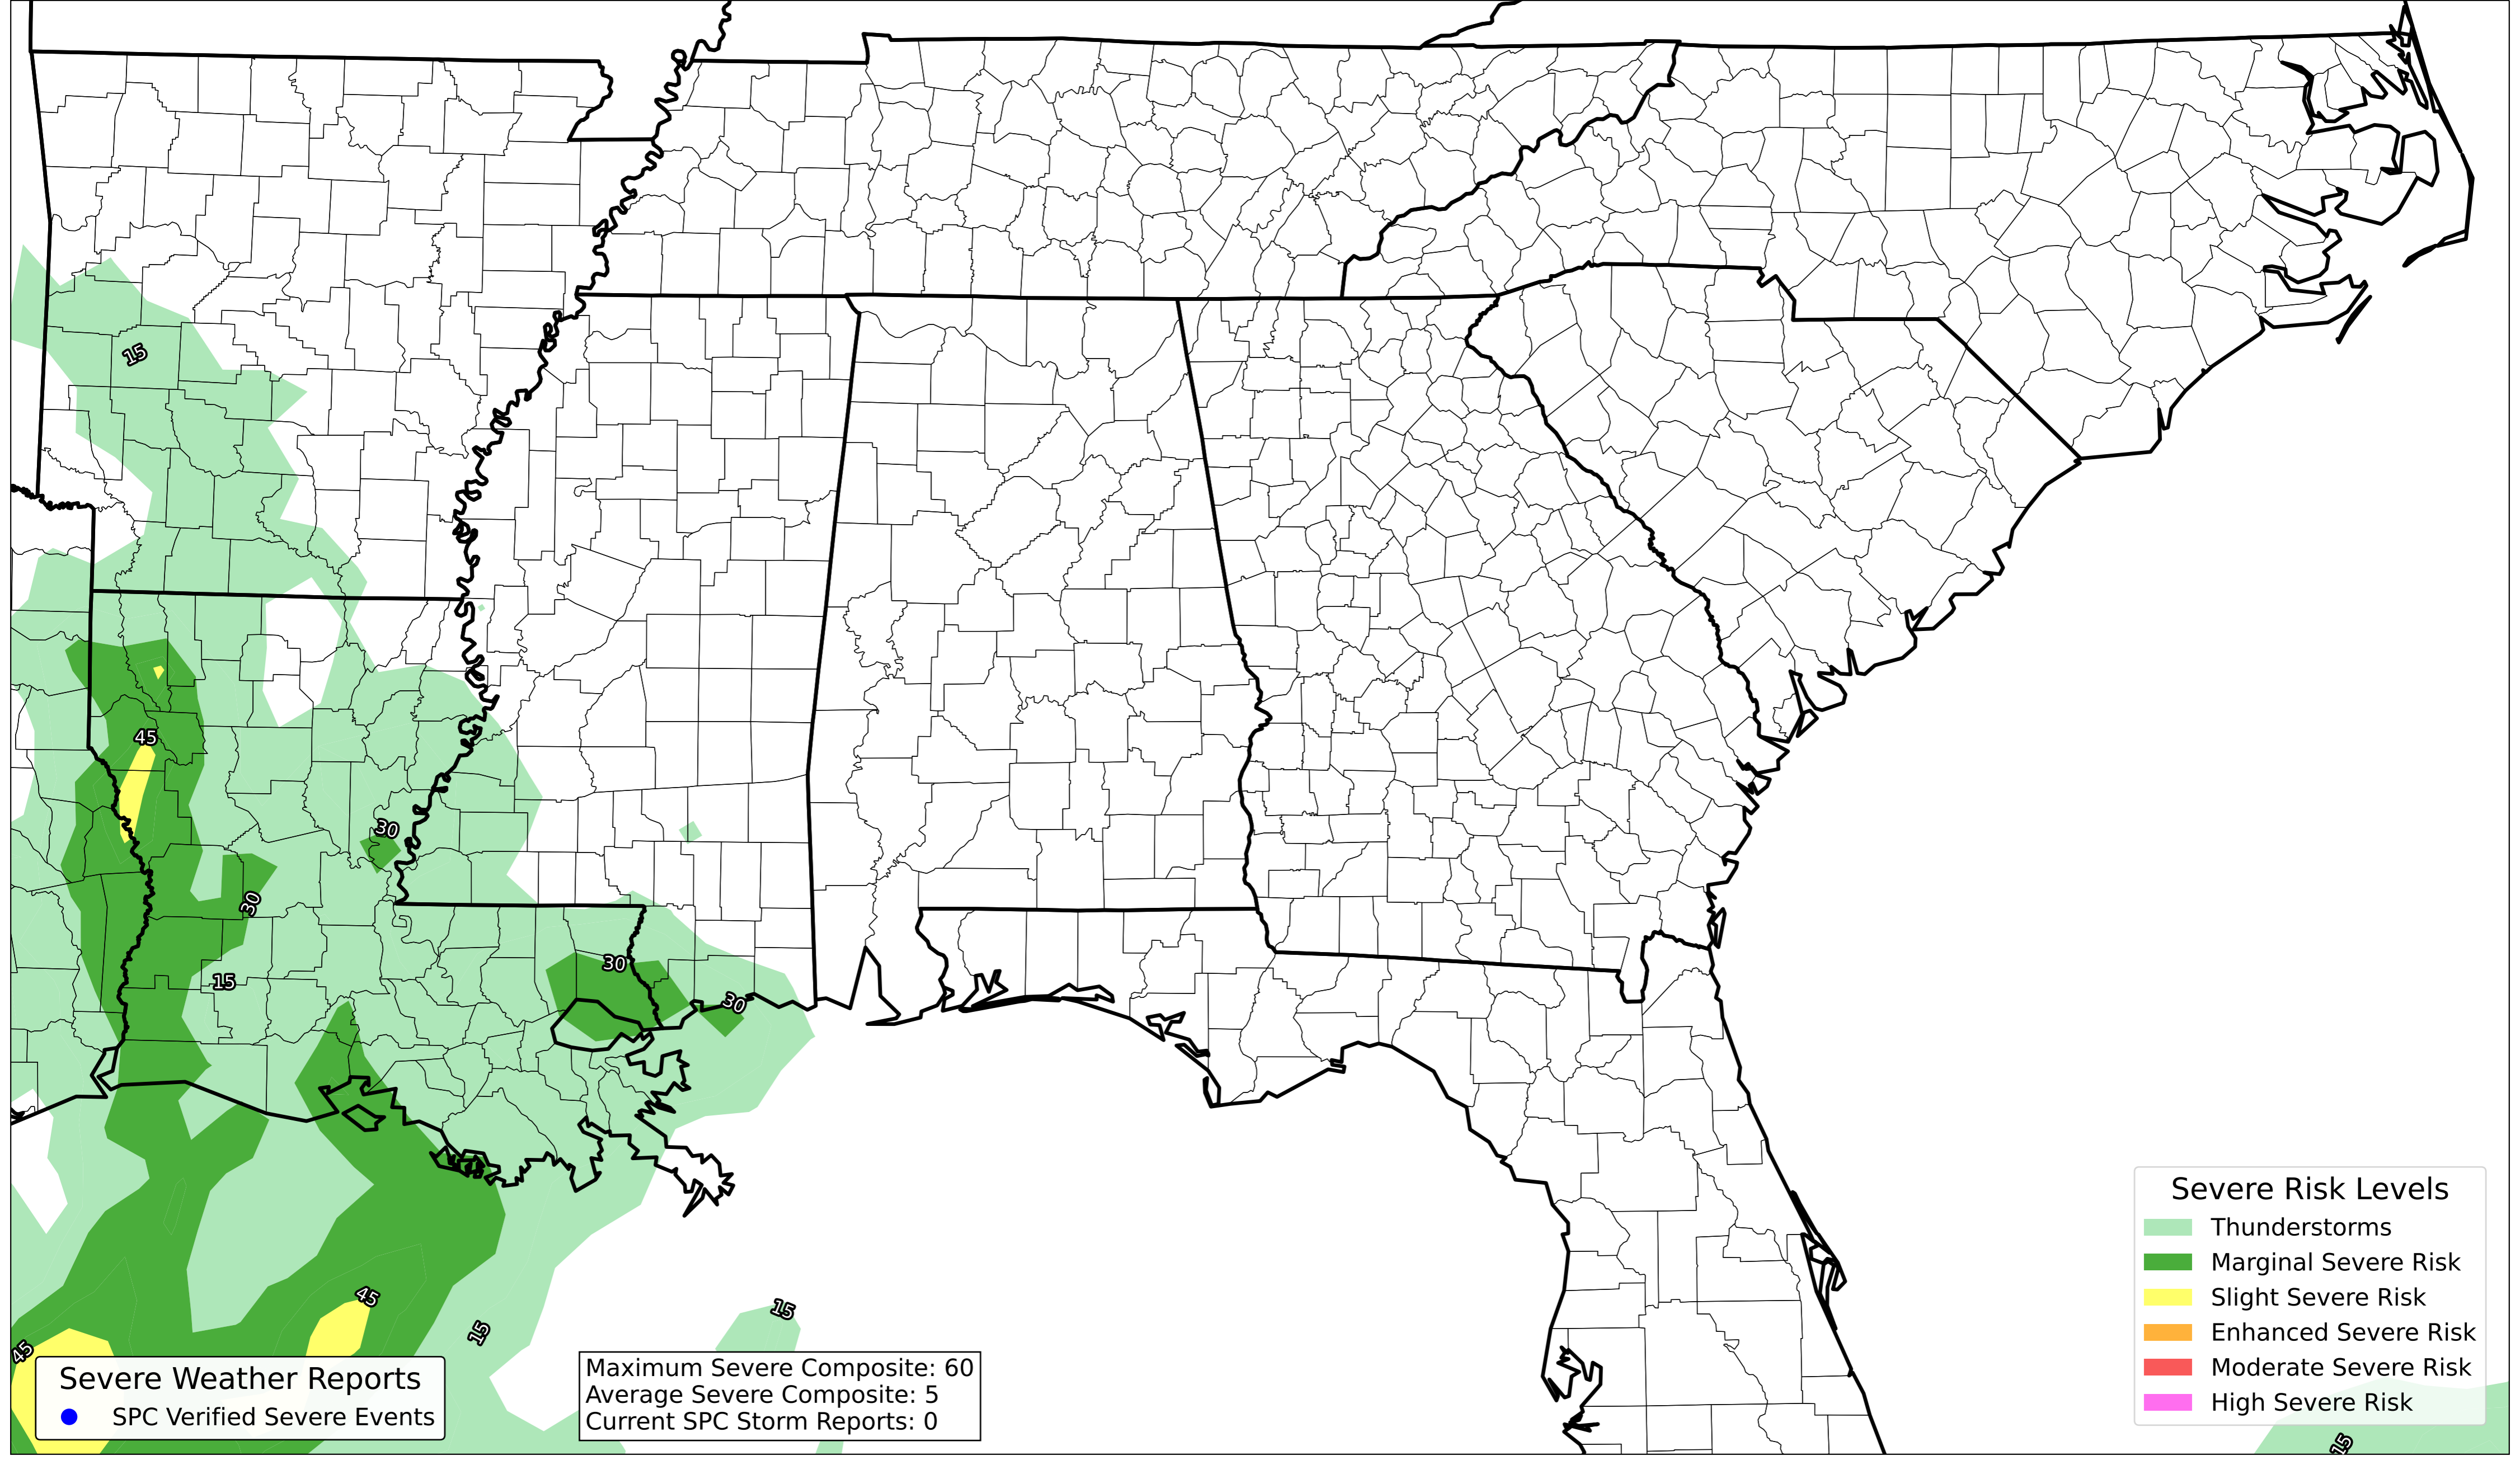 15
45
30
30
30
15
30
45
15
15
45
Severe Weather Reports
SPC Verified Severe Events
Maximum Severe Composite: 60
Average Severe Composite: 5
Current SPC Storm Reports: 0
Severe Risk Levels
Thunderstorms
Marginal Severe Risk
Slight Severe Risk
Enhanced Severe Risk
Moderate Severe Risk
High Severe Risk
15